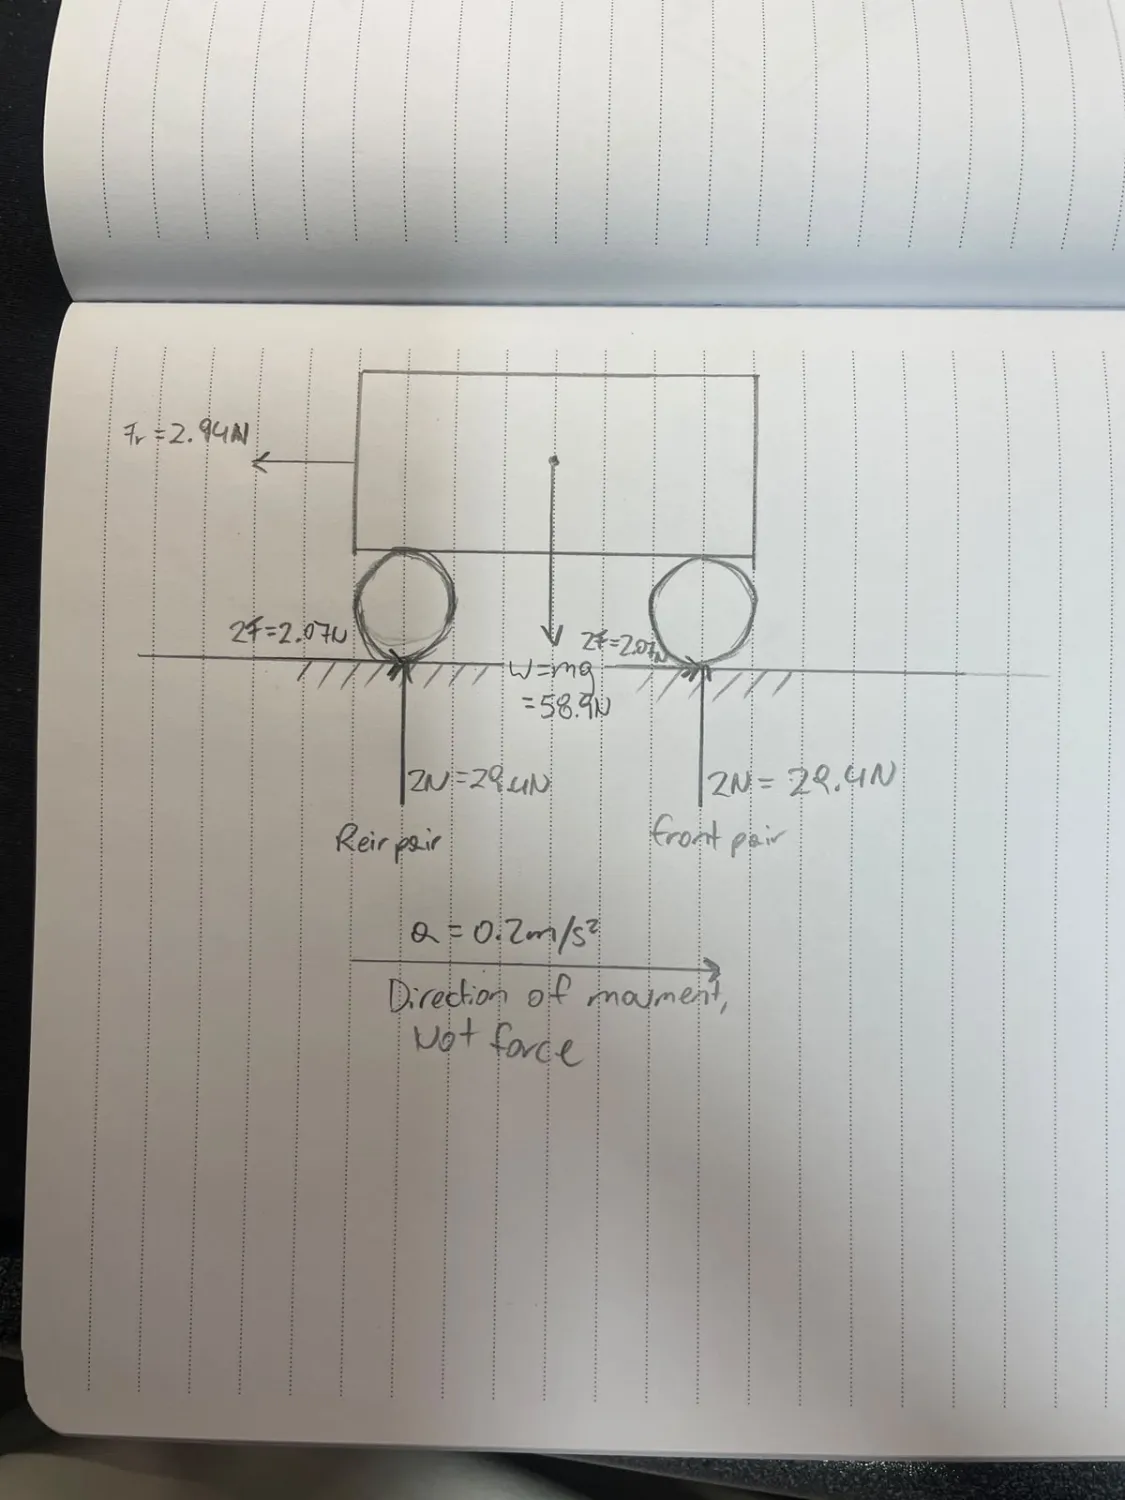 Fr = 2.94N
2F=2.07N
2F=2.07N
W=mg
=58.9N
2N=29.4N
2N= 29.4N
Reir pair
front pair
a = 0.2m/s²
Direction of movment,
Not force